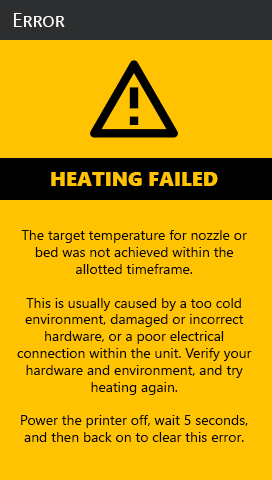 Error
HEATING FAILED
The target temperature for nozzle or
bed was not achieved within the
allotted timeframe.
This is usually caused by a too cold
environment, damaged or incorrect
hardware, or a poor electrical
connection within the unit. Verify your
hardware and environment, and try
heating again.
Power the printer off, wait 5 seconds,
and then back on to clear this error.